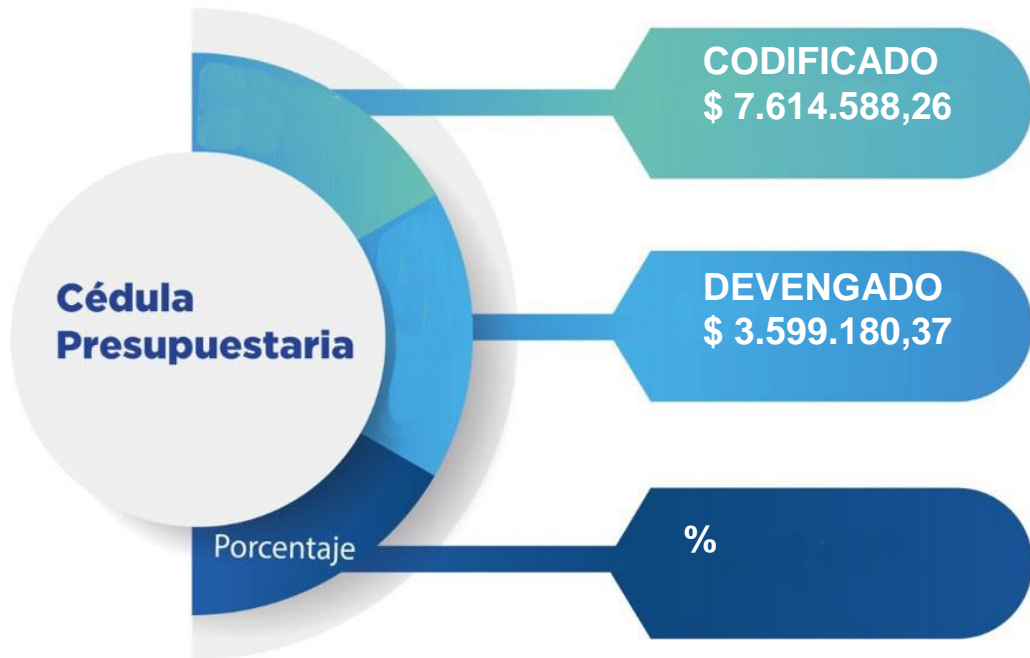 CODIFICADO
$ 7.614.588,26
Cédula
Presupuestaria
DEVENGADO
$ 3.599.180,37
Porcentaje
%